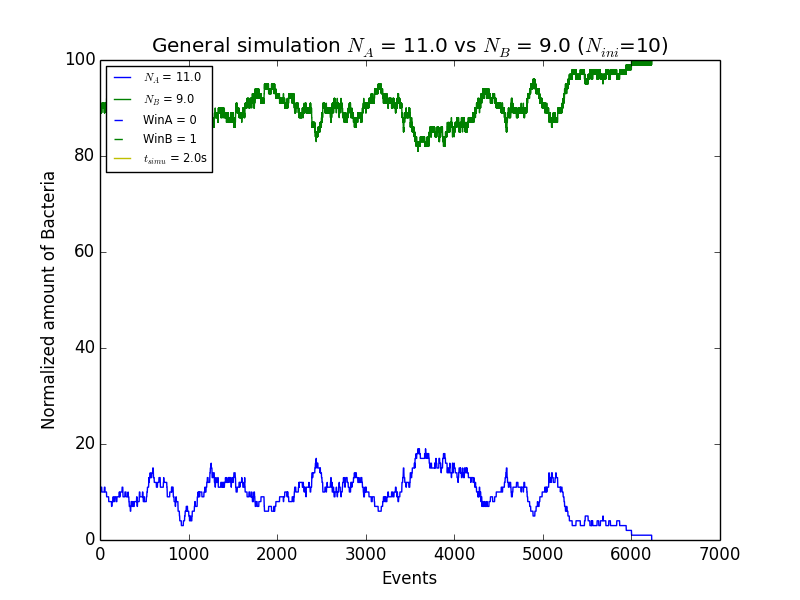 General simulation N_A = 11.0 vs N_B = 9.0 (N_ini=10)
100
80
60
40
20
0
Normalized amount of Bacteria
N_A = 11.0
N_B = 9.0
WinA = 0
WinB = 1
t_simu = 2.0s
0 1000 2000 3000 4000 5000 6000 7000
Events